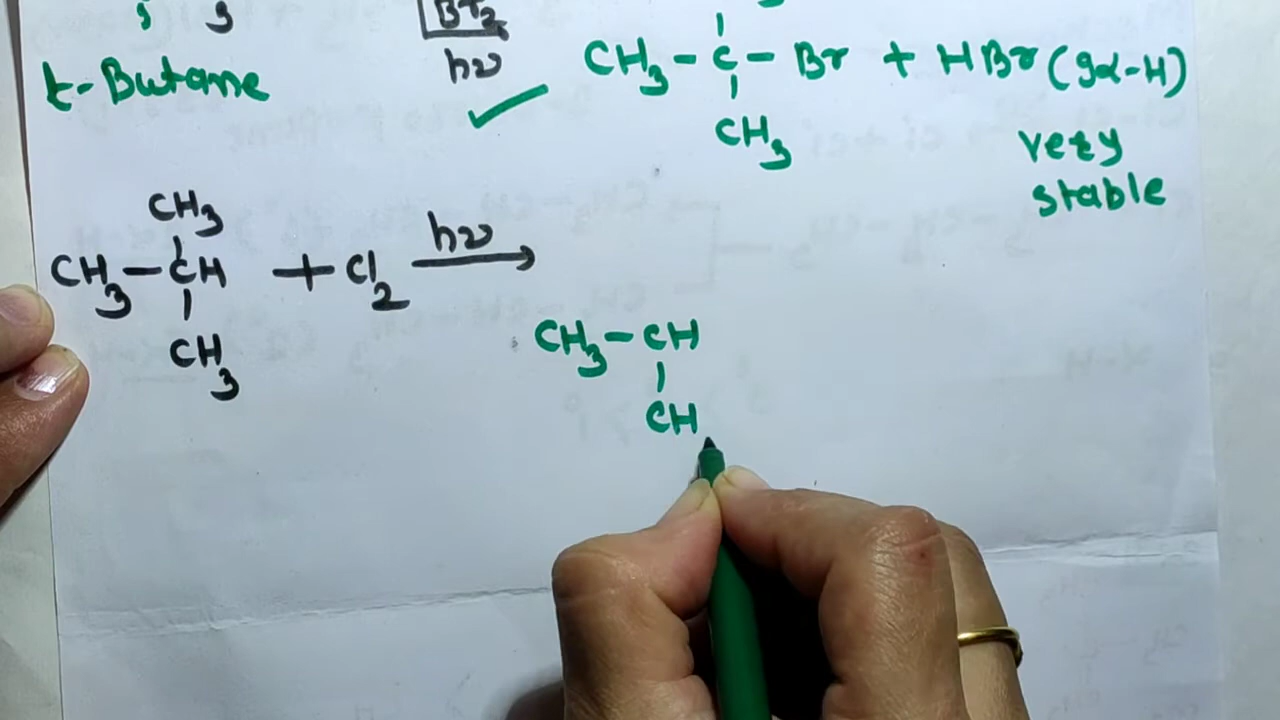 Br₂
hν
t-Butane
CH₃-C-Br + HBr (9α-H)
CH₃
very
stable
CH₃
CH₃-CH + Cl₂ hν →
CH₃
CH₃-CH
CH